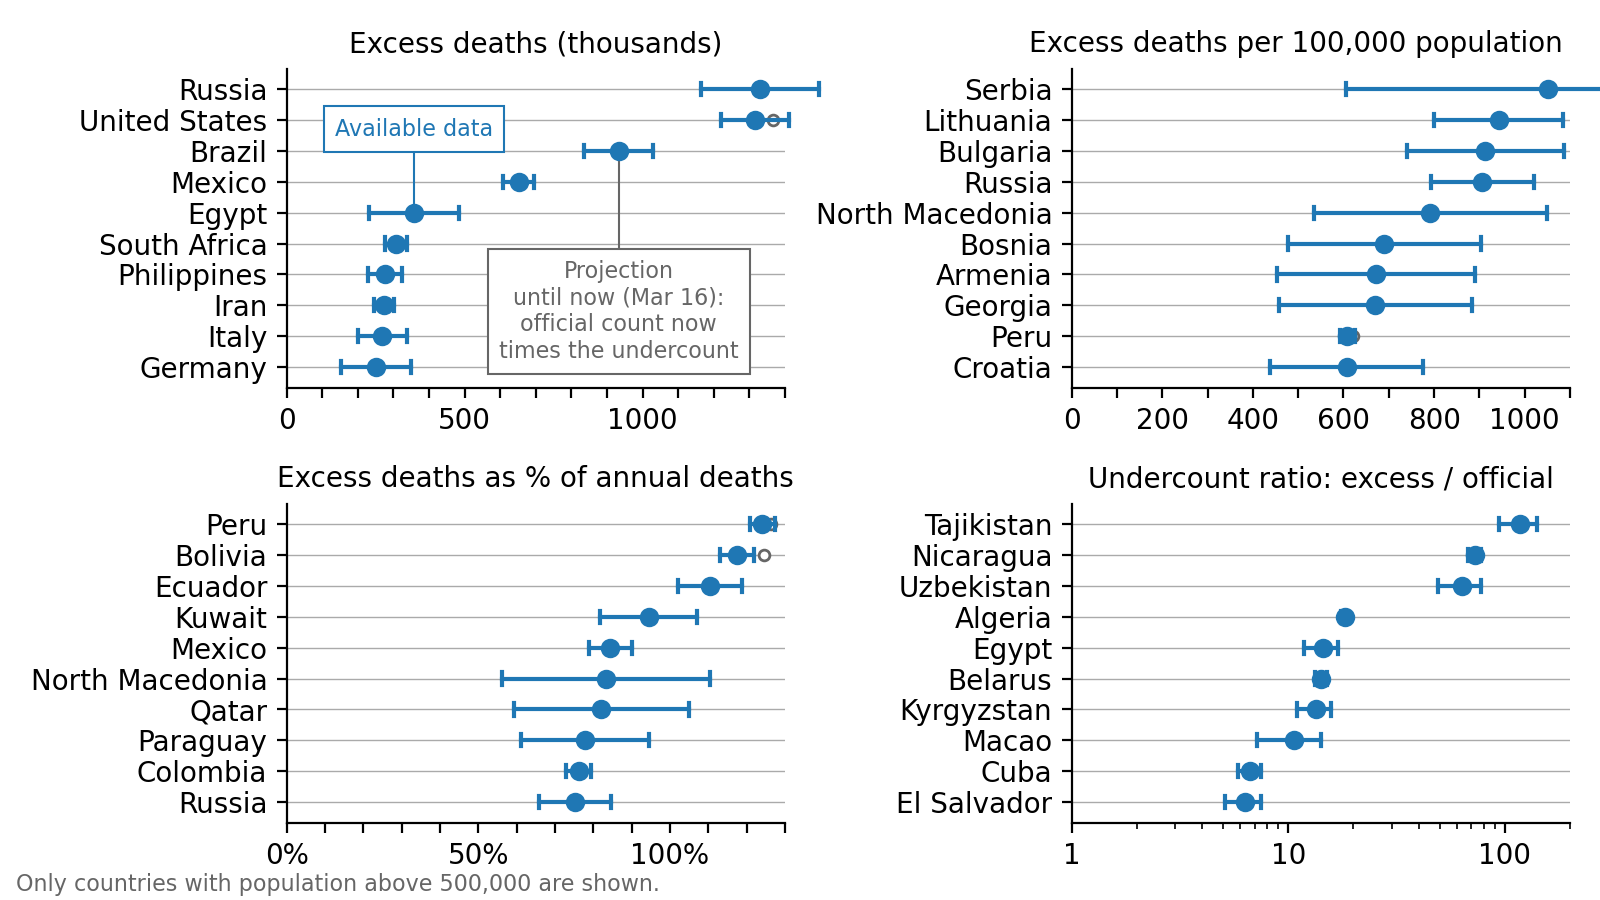 Excess deaths (thousands)
Russia
United States
Brazil
Mexico
Egypt
South Africa
Philippines
Iran
Italy
Germany
Available data
Projection
until now (Mar 16):
official count now
times the undercount
0 500 1000
Excess deaths per 100,000 population
Serbia
Lithuania
Bulgaria
Russia
North Macedonia
Bosnia
Armenia
Georgia
Peru
Croatia
0 200 400 600 800 1000
Excess deaths as % of annual deaths
Peru
Bolivia
Ecuador
Kuwait
Mexico
North Macedonia
Qatar
Paraguay
Colombia
Russia
0% 50% 100%
Undercount ratio: excess / official
Tajikistan
Nicaragua
Uzbekistan
Algeria
Egypt
Belarus
Kyrgyzstan
Macao
Cuba
El Salvador
1 10 100
Only countries with population above 500,000 are shown.